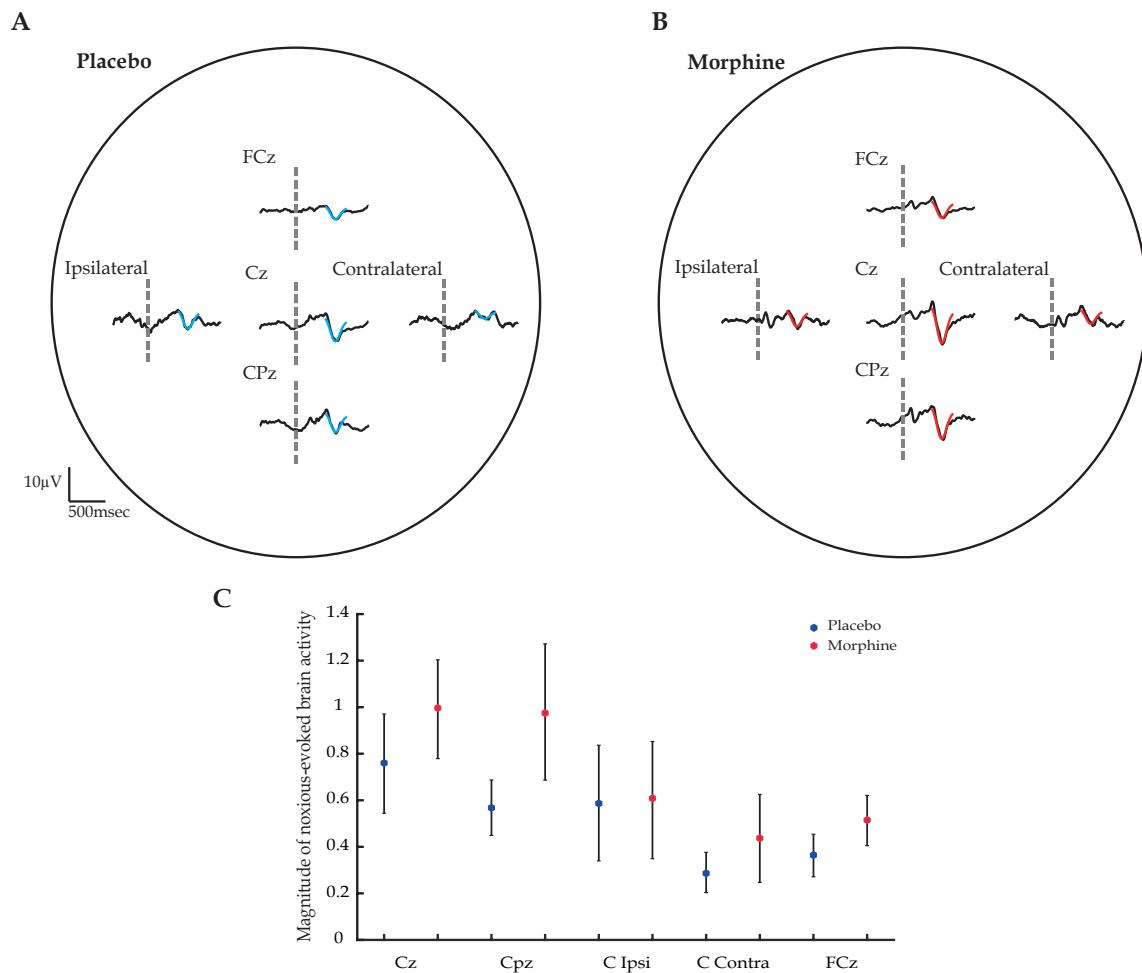 A
Placebo
FCz
Ipsilateral
Cz
Contralateral
CPz
10µV
500msec
B
Morphine
FCz
Ipsilateral
Cz
Contralateral
CPz
C
Magnitude of noxious-evoked brain activity
1.4
1.2
1
0.8
0.6
0.4
0.2
0
Placebo
Morphine
Cz
Cpz
C Ipsi
C Contra
FCz